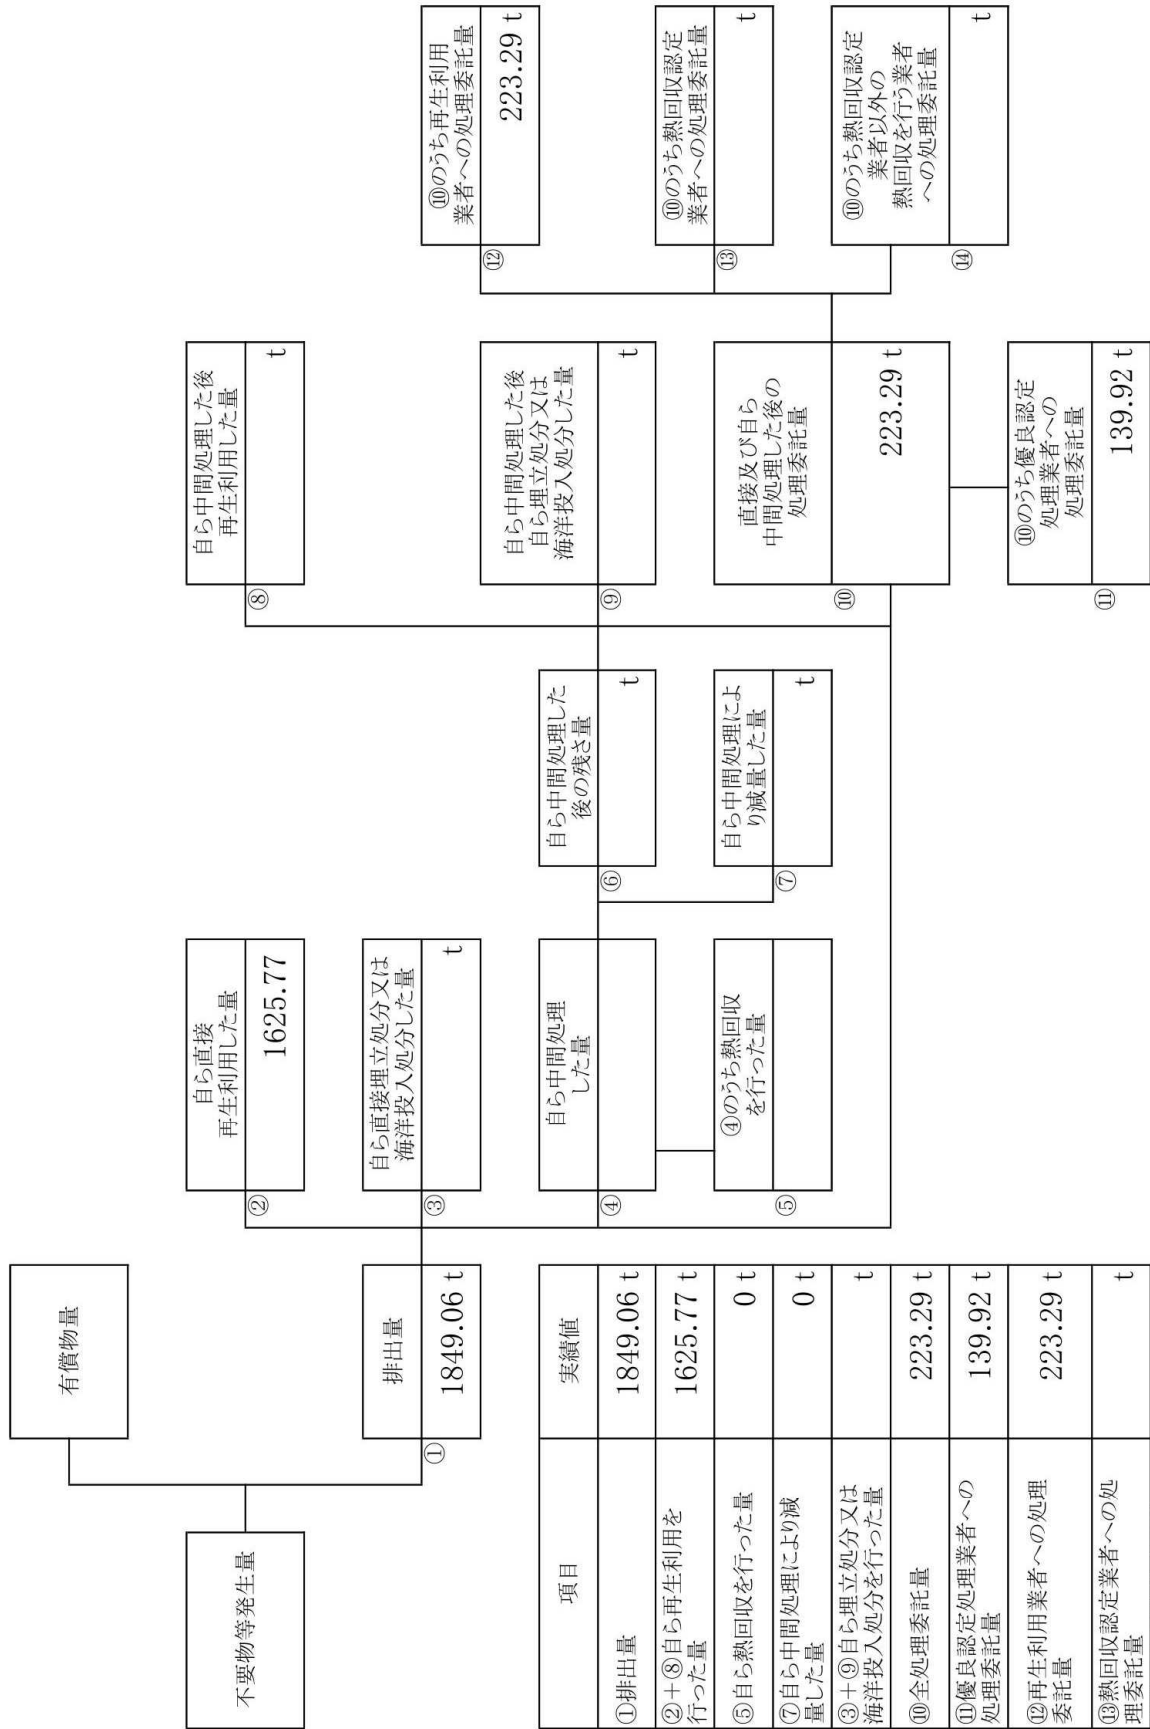 不要物等発生量
有償物量
排出量
①
1849.06 t
自ら直接
再生利用した量
②
1625.77
自ら直接埋立処分又は
海洋投入処分した量
③
t
自ら中間処理
した量
④
④のうち熱回収
を行った量
⑤
自ら中間処理した
後の残さ量
⑥
t
自ら中間処理によ
り減量した量
⑦
t
自ら中間処理した後
再生利用した量
⑧
t
自ら中間処理した後
自ら埋立処分又は
海洋投入処分した量
⑨
t
直接及び自ら
中間処理した後の
処理委託量
⑩
223.29 t
⑩のうち優良認定
処理業者への
処理委託量
⑪
139.92 t
⑩のうち再生利用
業者への処理委託量
⑫
223.29 t
⑩のうち熱回収認定
業者への処理委託量
⑬
t
⑩のうち熱回収認定
業者以外の
熱回収を行う業者
への処理委託量
⑭
t
項目 実績値
①排出量 1849.06 t
②+⑧自ら再生利用を
行った量 1625.77 t
⑤自ら熱回収を行った量 0 t
⑦自ら中間処理により減
量した量 0 t
③+⑨自ら埋立処分又は
海洋投入処分を行った量 t
⑩全処理委託量 223.29 t
⑪優良認定処理業者への
処理委託量 139.92 t
⑫再生利用業者への処理
委託量 223.29 t
⑬熱回収認定業者への処
理委託量 t